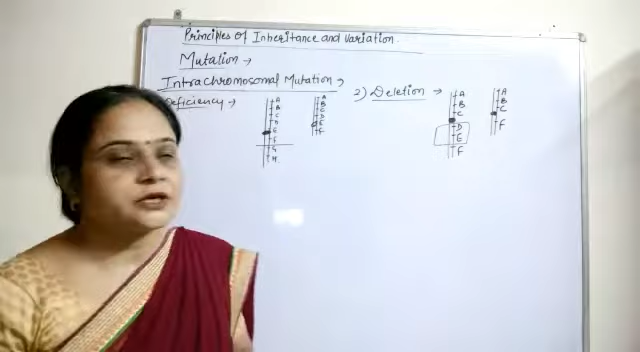 Principles of Inheritance and Variation.
Mutation →
Intrachromosomal Mutation →
Deficiency → 2) Deletion →
A A
B B
C C
D D
E E
F F
G
H
A A
B B
C C
D F
E
F